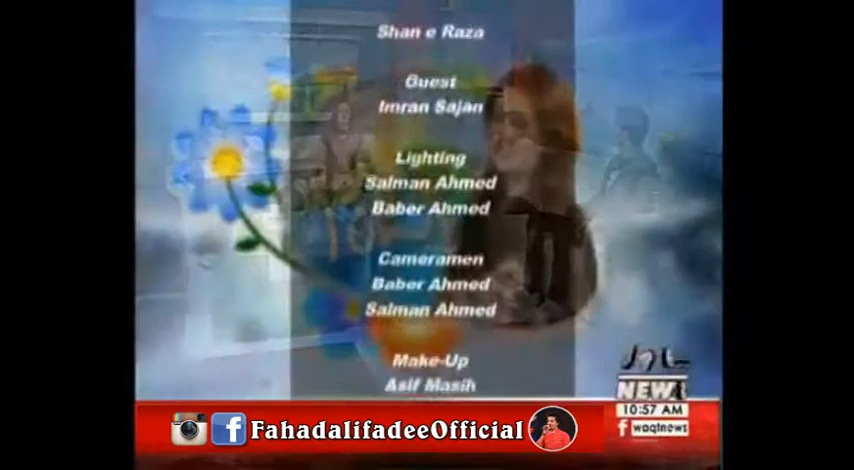 Shan e Raza
Guest
Imran Sajan
Lighting
Salman Ahmed
Baber Ahmed
Cameramen
Baber Ahmed
Salman Ahmed
Make-Up
Asif Masih
NEWS
10:57 AM
f waqtnews
f FahadalifadeeOfficial